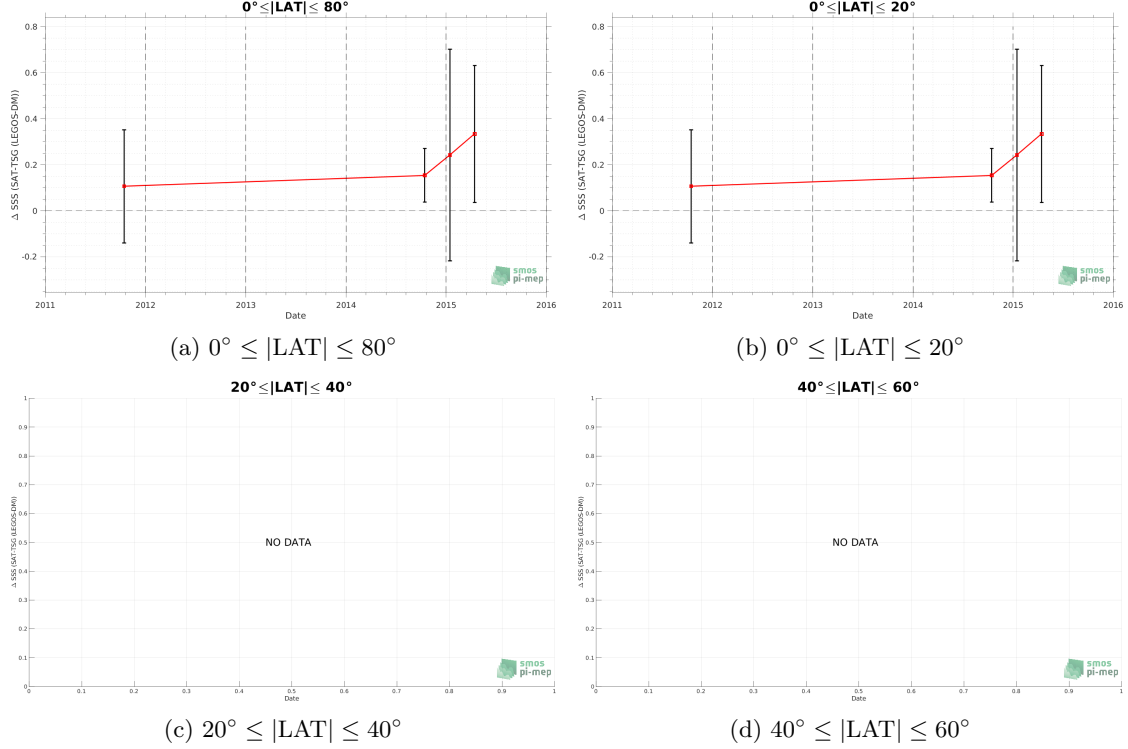 0°≤|LAT|≤ 80°
0.8
0.6
0.4
0.2
0
-0.2
Δ SSS (SAT-TSG (LEGOS-DM))
2011 2012 2013 2014 2015 2016
Date
smos
pi-mep
(a) 0° ≤ |LAT| ≤ 80°
0°≤|LAT|≤ 20°
0.8
0.6
0.4
0.2
0
-0.2
Δ SSS (SAT-TSG (LEGOS-DM))
2011 2012 2013 2014 2015 2016
Date
smos
pi-mep
(b) 0° ≤ |LAT| ≤ 20°
20°≤|LAT|≤ 40°
1
0.9
0.8
0.7
0.6
0.5
0.4
0.3
0.2
0.1
0
Δ SSS (SAT-TSG (LEGOS-DM))
NO DATA
0 0.1 0.2 0.3 0.4 0.5 0.6 0.7 0.8 0.9 1
Date
smos
pi-mep
(c) 20° ≤ |LAT| ≤ 40°
40°≤|LAT|≤ 60°
1
0.9
0.8
0.7
0.6
0.5
0.4
0.3
0.2
0.1
0
Δ SSS (SAT-TSG (LEGOS-DM))
NO DATA
0 0.1 0.2 0.3 0.4 0.5 0.6 0.7 0.8 0.9 1
Date
smos
pi-mep
(d) 40° ≤ |LAT| ≤ 60°